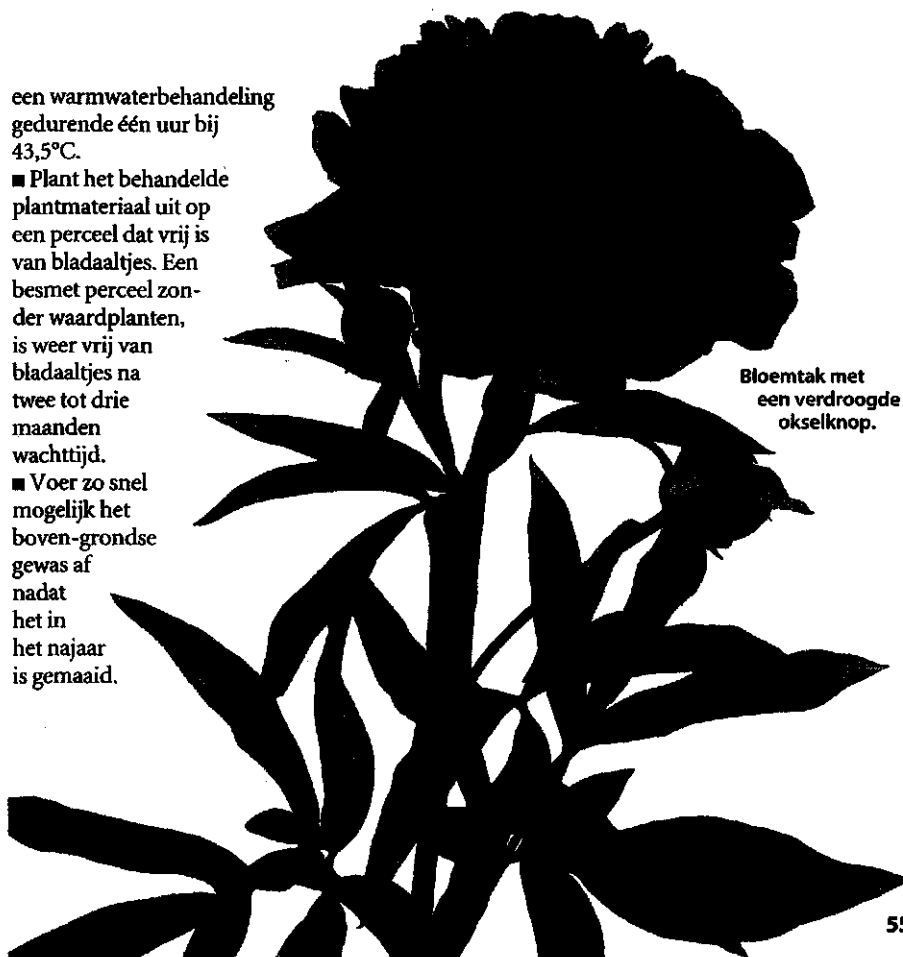 een warmwaterbehandeling
gedurende één uur bij
43,5°C.
■ Plant het behandelde
plantmateriaal uit op
een perceel dat vrij is
van bladaaltjes. Een
besmet perceel zon-
der waardplanten,
is weer vrij van
bladaaltjes na
twee tot drie
maanden
wachttijd.
■ Voer zo snel
mogelijk het
boven-grondse
gewas af
nadat
het in
het najaar
is gemaaid.
Bloemtak met
een verdroogde
okselknop.
55